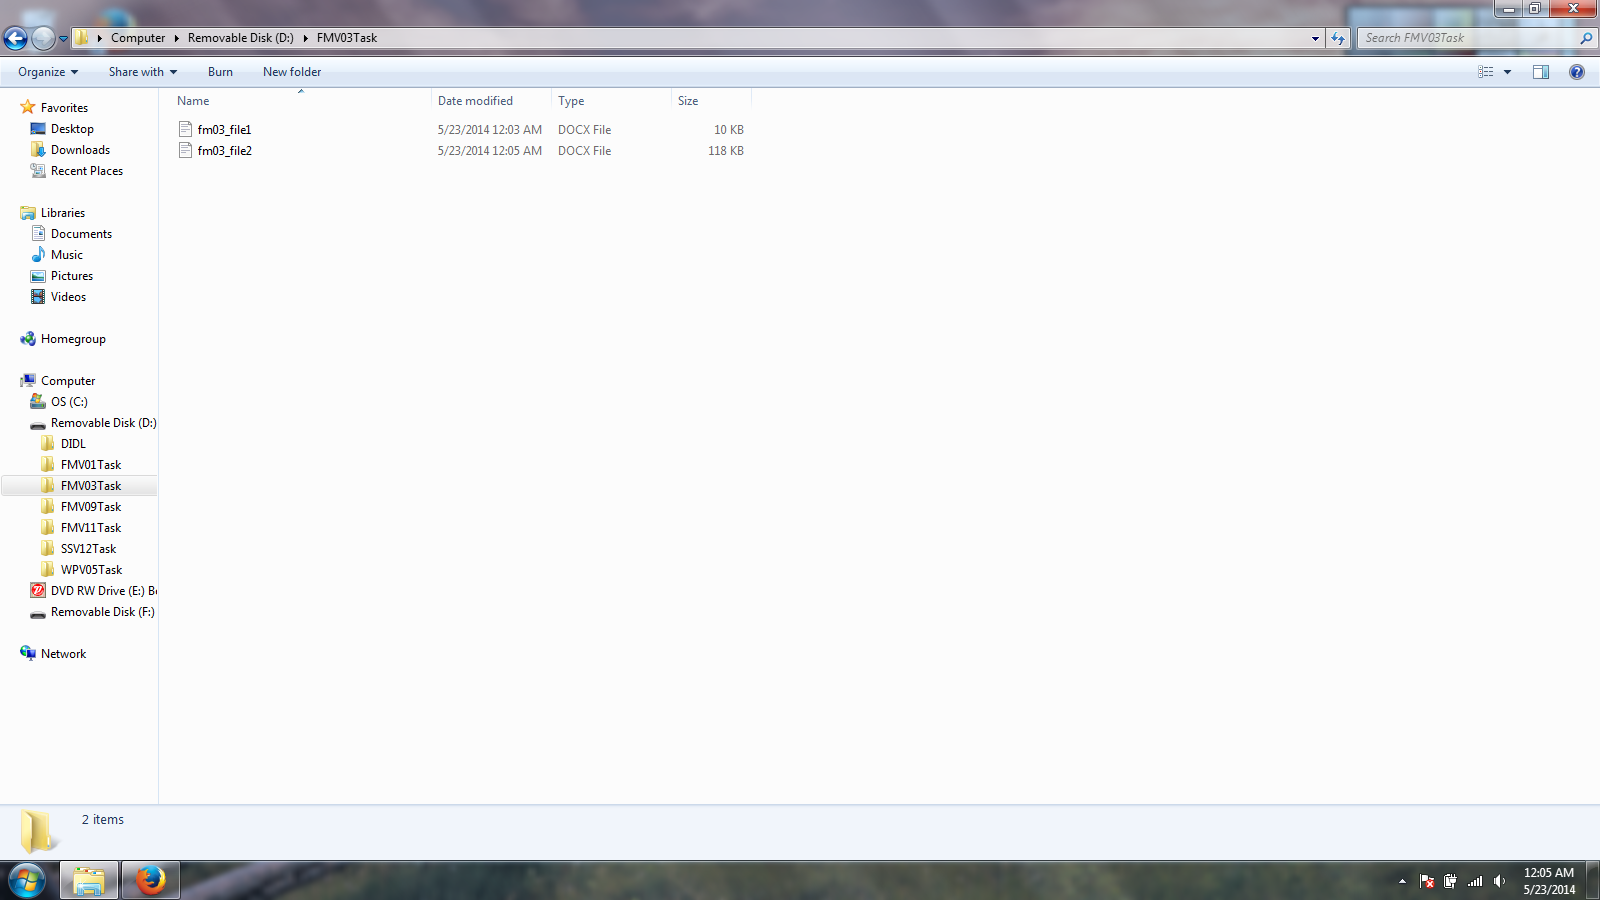 Computer Removable Disk (D:) FMV03Task
Search FMV03Task
Organize Share with Burn New folder
Name Date modified Type Size
fm03_file1 5/23/2014 12:03 AM DOCX File 10 KB
fm03_file2 5/23/2014 12:05 AM DOCX File 118 KB
Favorites
Desktop
Downloads
Recent Places
Libraries
Documents
Music
Pictures
Videos
Homegroup
Computer
OS (C:)
Removable Disk (D:)
DIDL
FMV01Task
FMV03Task
FMV09Task
FMV11Task
SSV12Task
WPV05Task
DVD RW Drive (E:) B
Removable Disk (F:)
Network
2 items
12:05 AM
5/23/2014